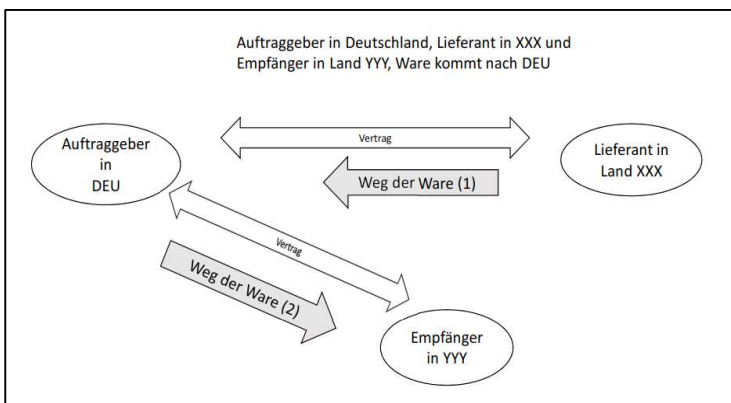 Auftraggeber in Deutschland, Lieferant in XXX und
Empfänger in Land YYY, Ware kommt nach DEU
Vertrag
Auftraggeber
in
DEU
Lieferant in
Land XXX
Weg der Ware (1)
Vertrag
Weg der Ware (2)
Empfänger
in YYY